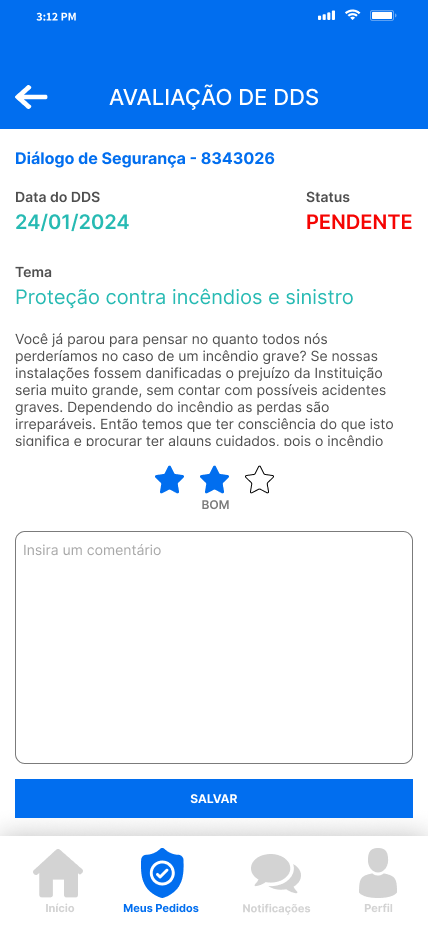 3:12 PM
AVALIAÇÃO DE DDS
Diálogo de Segurança - 8343026
Data do DDS
Status
24/01/2024
PENDENTE
Tema
Proteção contra incêndios e sinistro
Você já parou para pensar no quanto todos nós
perderíamos no caso de um incêndio grave? Se nossas
instalações fossem danificadas o prejuízo da Instituição
seria muito grande, sem contar com possíveis acidentes
graves. Dependendo do incêndio as perdas são
irreparáveis. Então temos que ter consciência do que isto
significa e procurar ter alguns cuidados, pois o incêndio
BOM
Insira um comentário
SALVAR
Início
Meus Pedidos
Notificações
Perfil